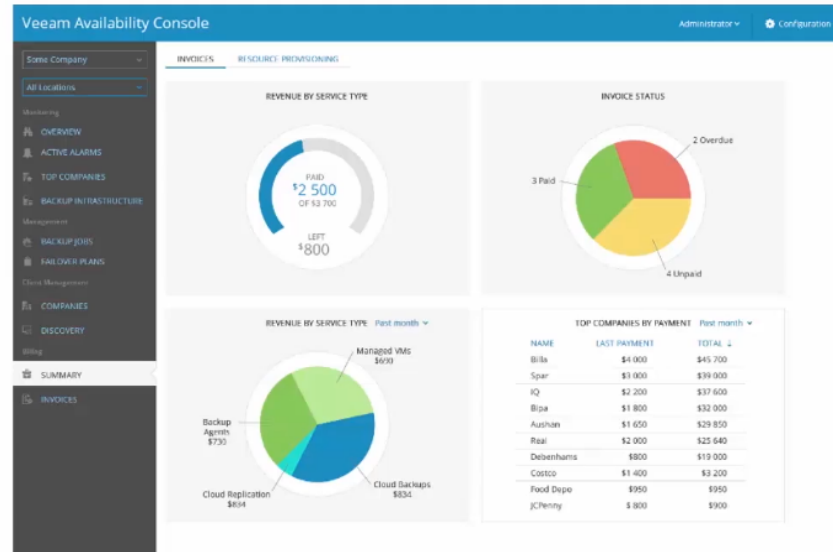 Veeam Availability Console
Administrator
Configuration
Some Company
All Locations
Monitoring
OVERVIEW
ACTIVE ALARMS
TOP COMPANIES
BACKUP INFRASTRUCTURE
Management
BACKUP JOBS
FAILOVER PLANS
Client Management
COMPANIES
DISCOVERY
Billing
SUMMARY
INVOICES
INVOICES RESOURCE PROVISIONING
REVENUE BY SERVICE TYPE
PAID
$2 500
OF $3 700
LEFT
$800
INVOICE STATUS
2 Overdue
3 Paid
4 Unpaid
REVENUE BY SERVICE TYPE Past month
Managed VMs
$690
Backup
Agents
$730
Cloud Replication
$834
Cloud Backups
$834
TOP COMPANIES BY PAYMENT Past month
NAME LAST PAYMENT TOTAL ↓
Billa $4 000 $45 700
Spar $3 000 $39 000
IQ $2 200 $37 600
Bipa $1 800 $32 000
Aushan $1 650 $29 850
Real $2 000 $25 640
Debenhams $800 $19 000
Costco $1 400 $3 200
Food Depo $950 $950
JCPenny $ 800 $900